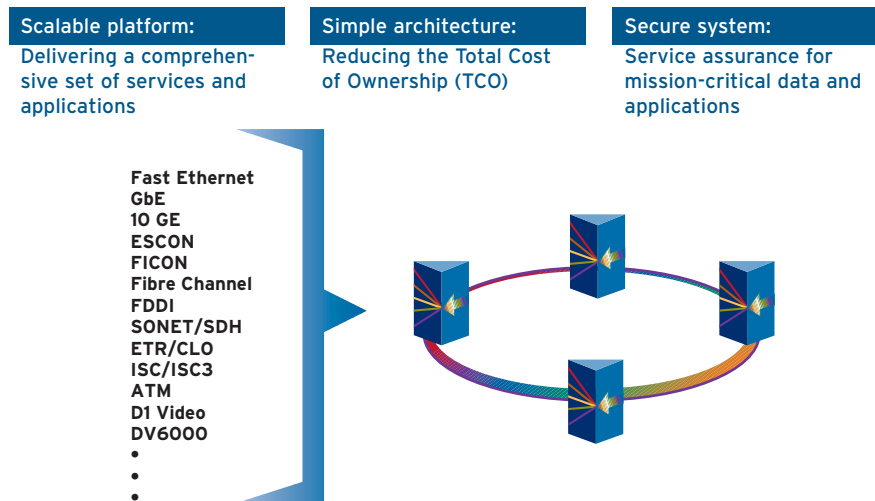 Scalable platform:
Delivering a comprehen-
sive set of services and
applications
Simple architecture:
Reducing the Total Cost
of Ownership (TCO)
Secure system:
Service assurance for
mission-critical data and
applications
Fast Ethernet
GbE
10 GE
ESCON
FICON
Fibre Channel
FDDI
SONET/SDH
ETR/CLO
ISC/ISC3
ATM
D1 Video
DV6000
•
•
•